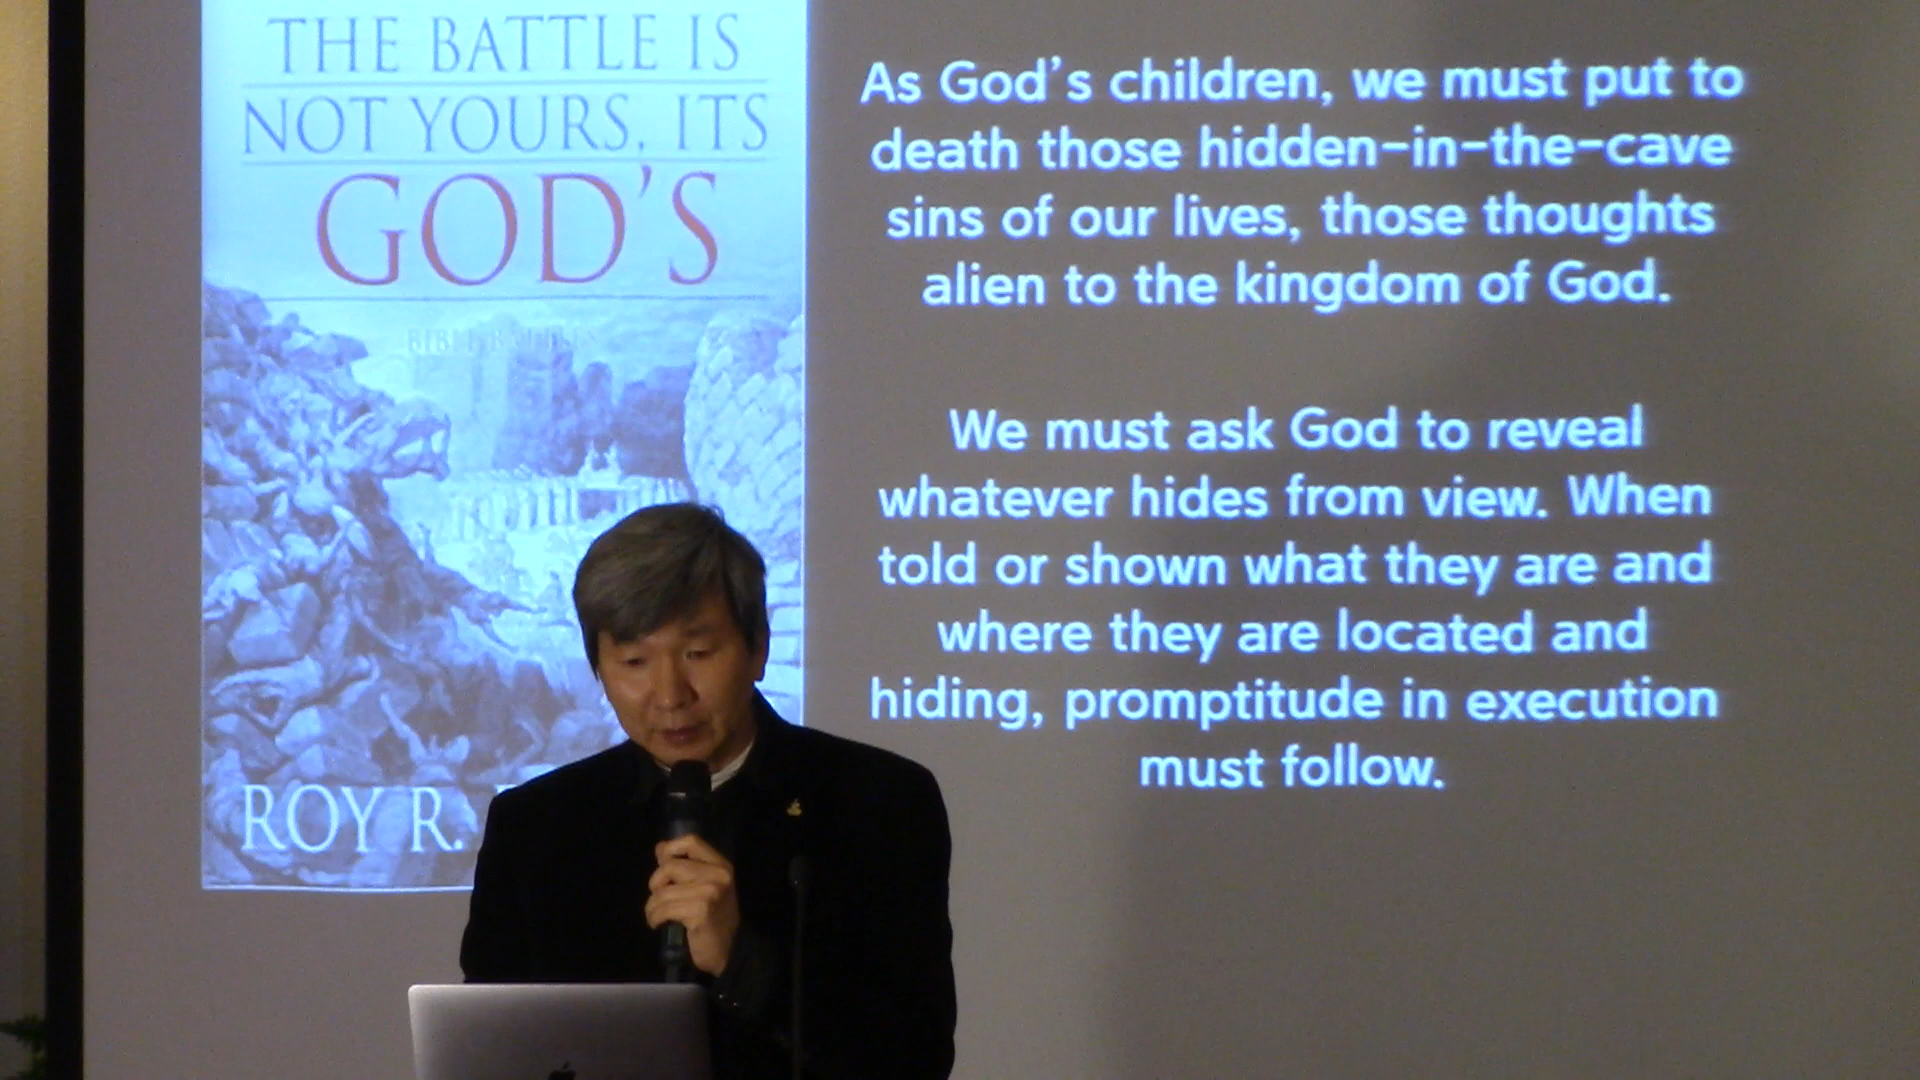 THE BATTLE IS
NOT YOURS, ITS
GOD'S
BIBLE BATTLES
ROY R.
As God's children, we must put to
death those hidden-in-the-cave
sins of our lives, those thoughts
alien to the kingdom of God.
We must ask God to reveal
whatever hides from view. When
told or shown what they are and
where they are located and
hiding, promptitude in execution
must follow.